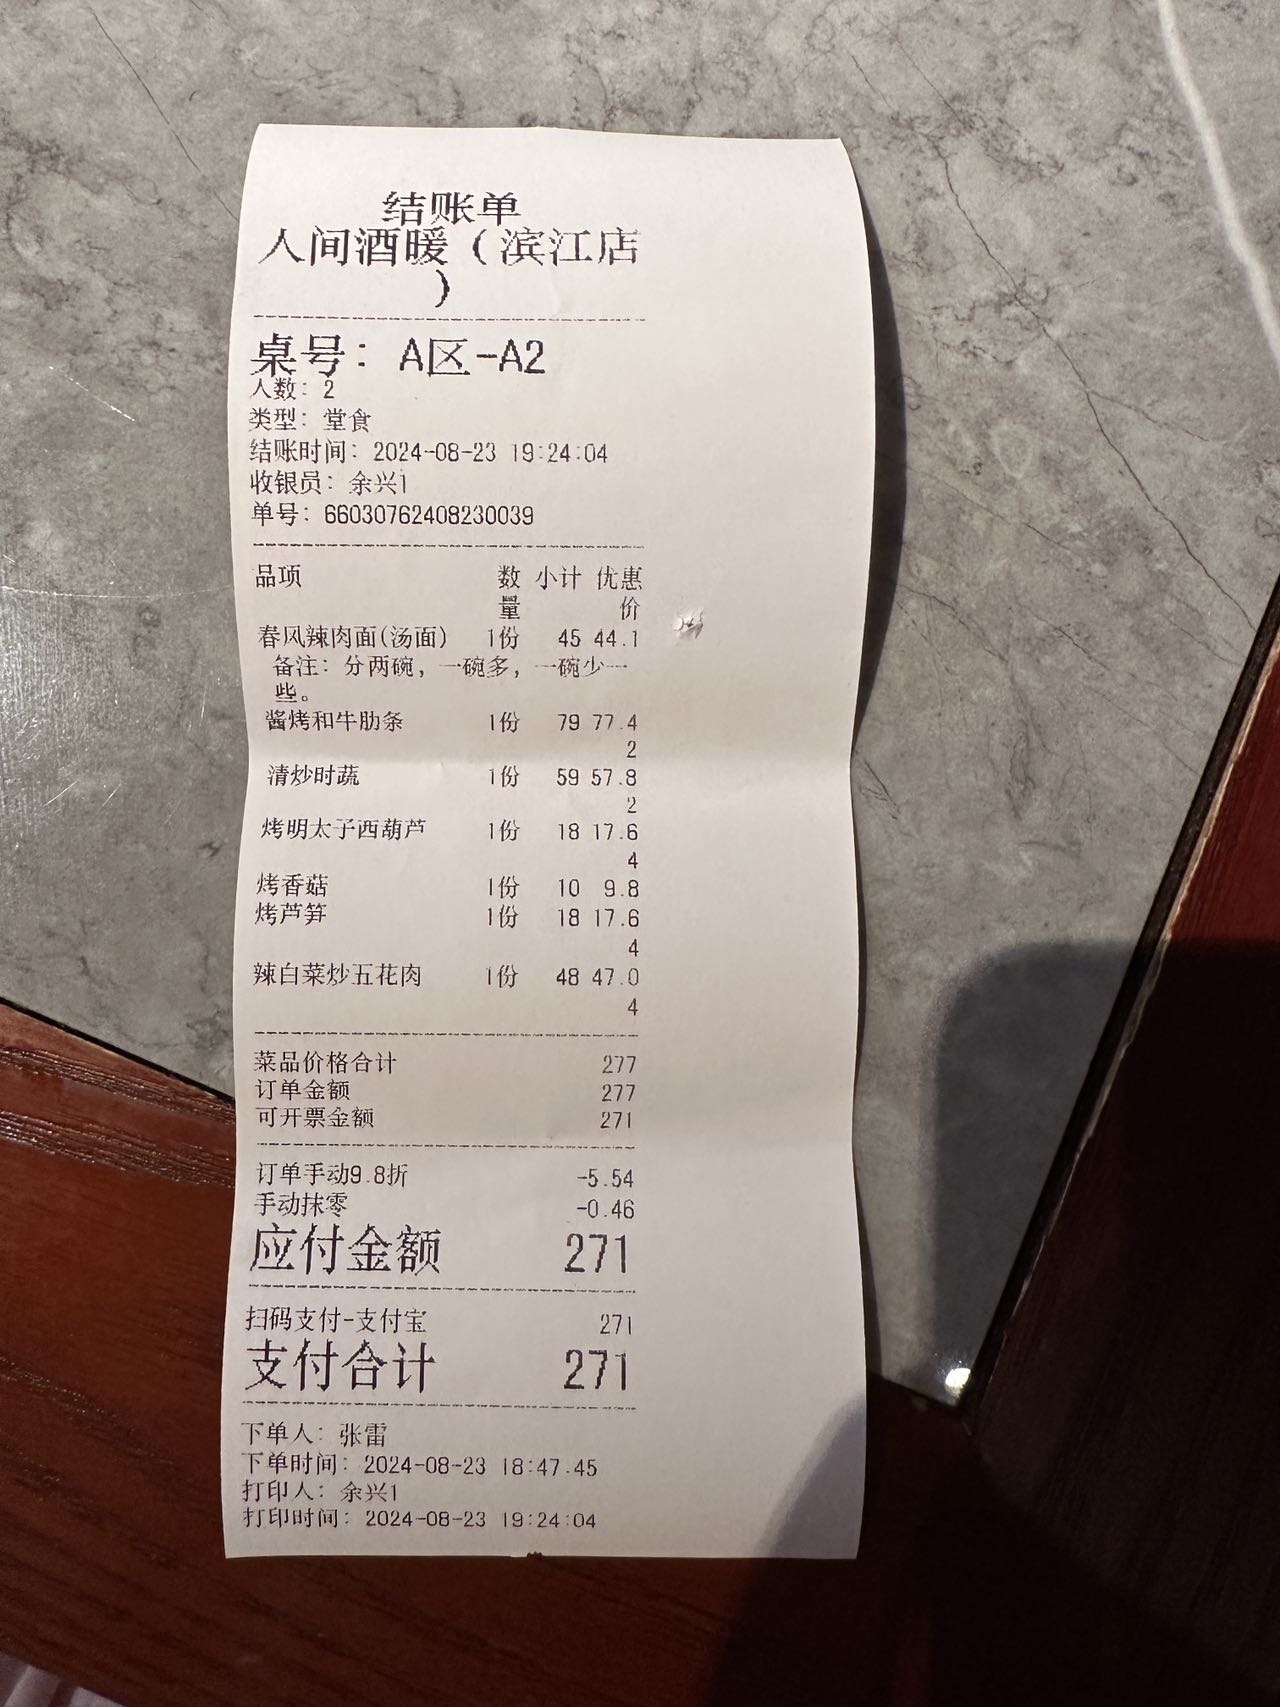 结账单
人间酒暖(滨江店
)
桌号: A区-A2
人数: 2
类型: 堂食
结账时间: 2024-08-23 19:24:04
收银员: 余兴1
单号: 66030762408230039
品项 数 小计 优惠
量 价
春风辣肉面(汤面) 1份 45 44.1
备注: 分两碗, 一碗多, 一碗少一
些。
酱烤和牛肋条 1份 79 77.4
2
清炒时蔬 1份 59 57.8
2
烤明太子西葫芦 1份 18 17.6
4
烤香菇 1份 10 9.8
烤芦笋 1份 18 17.6
4
辣白菜炒五花肉 1份 48 47.0
4
菜品价格合计 277
订单金额 277
可开票金额 271
订单手动9.8折 -5.54
手动抹零 -0.46
应付金额 271
扫码支付-支付宝 271
支付合计 271
下单人: 张雷
下单时间: 2024-08-23 18:47:45
打印人: 余兴1
打印时间: 2024-08-23 19:24:04